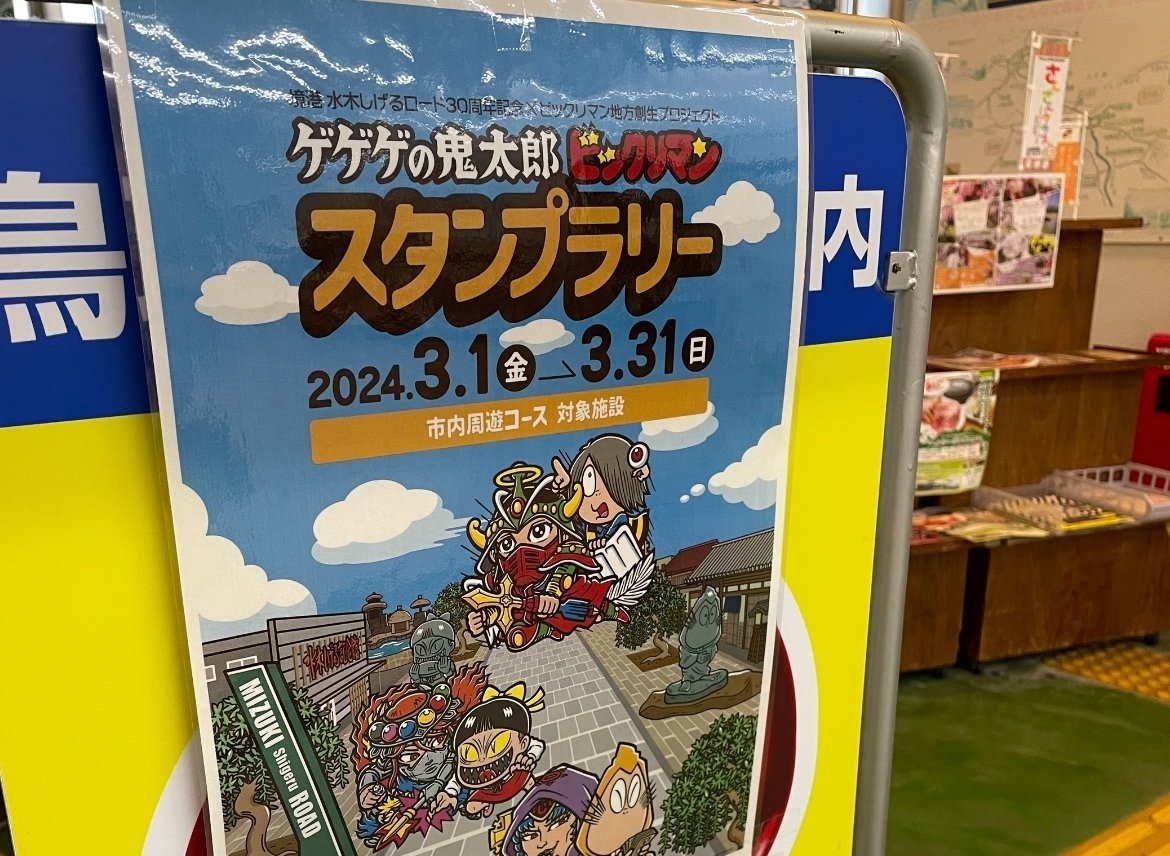 境港 水木しげるロード30周年記念×ビックリマン地方創生プロジェクト
ゲゲゲの鬼太郎 ビックリマン
スタンプラリー
2024.3.1金→3.31日
市内周遊コース 対象施設
MIZUKI Shigeru ROAD
鳥
内